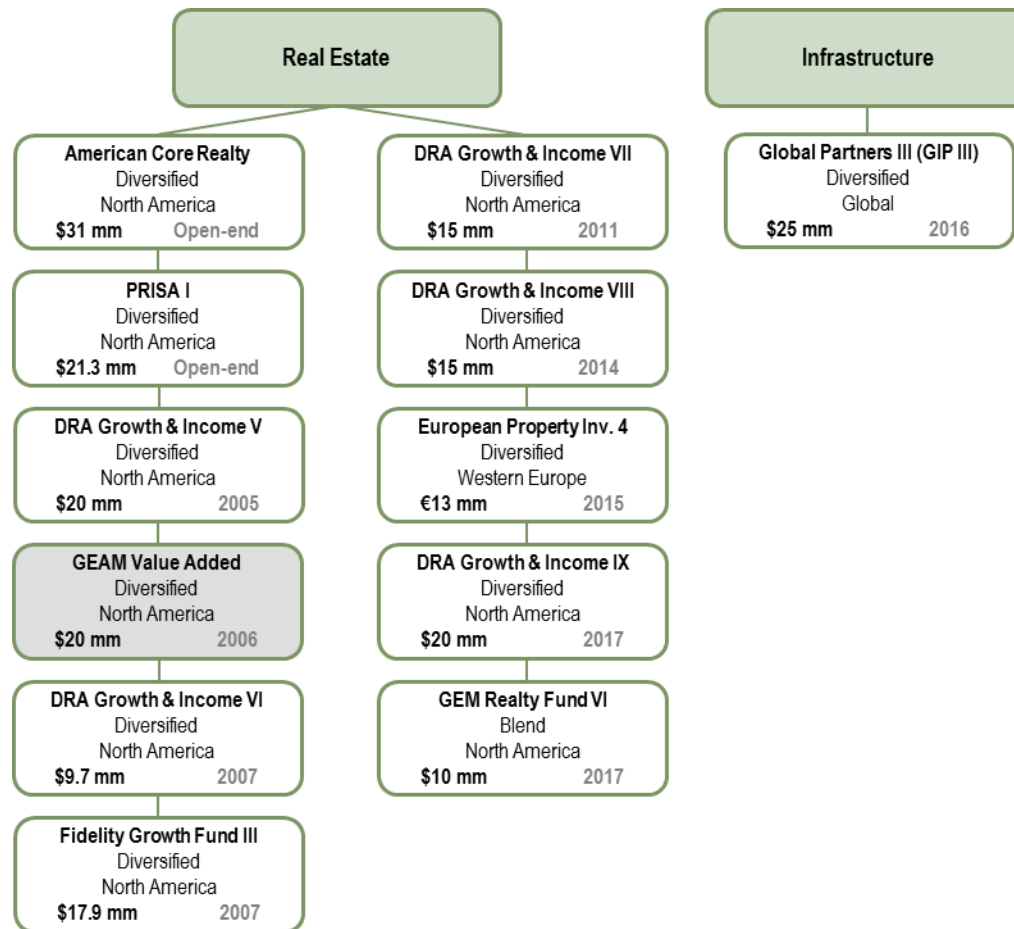 Real Estate
Infrastructure
American Core Realty
Diversified
North America
$31 mm Open-end
PRISA I
Diversified
North America
$21.3 mm Open-end
DRA Growth & Income V
Diversified
North America
$20 mm 2005
GEAM Value Added
Diversified
North America
$20 mm 2006
DRA Growth & Income VI
Diversified
North America
$9.7 mm 2007
Fidelity Growth Fund III
Diversified
North America
$17.9 mm 2007
DRA Growth & Income VII
Diversified
North America
$15 mm 2011
DRA Growth & Income VIII
Diversified
North America
$15 mm 2014
European Property Inv. 4
Diversified
Western Europe
€13 mm 2015
DRA Growth & Income IX
Diversified
North America
$20 mm 2017
GEM Realty Fund VI
Blend
North America
$10 mm 2017
Global Partners III (GIP III)
Diversified
Global
$25 mm 2016